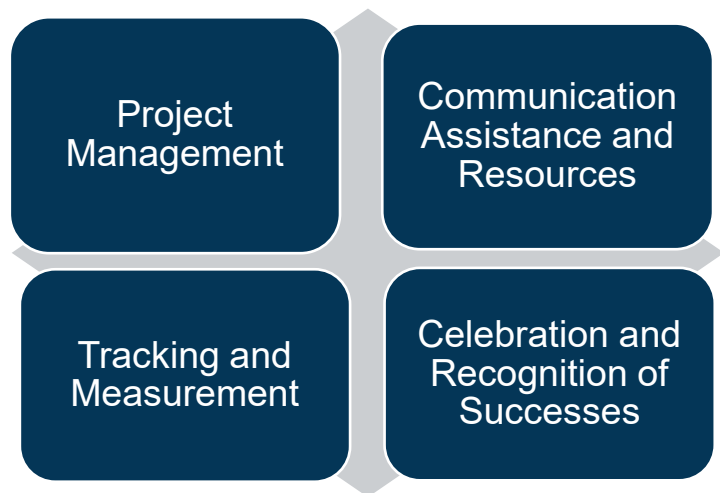 Project
Management
Communication
Assistance and
Resources
Tracking and
Measurement
Celebration and
Recognition of
Successes